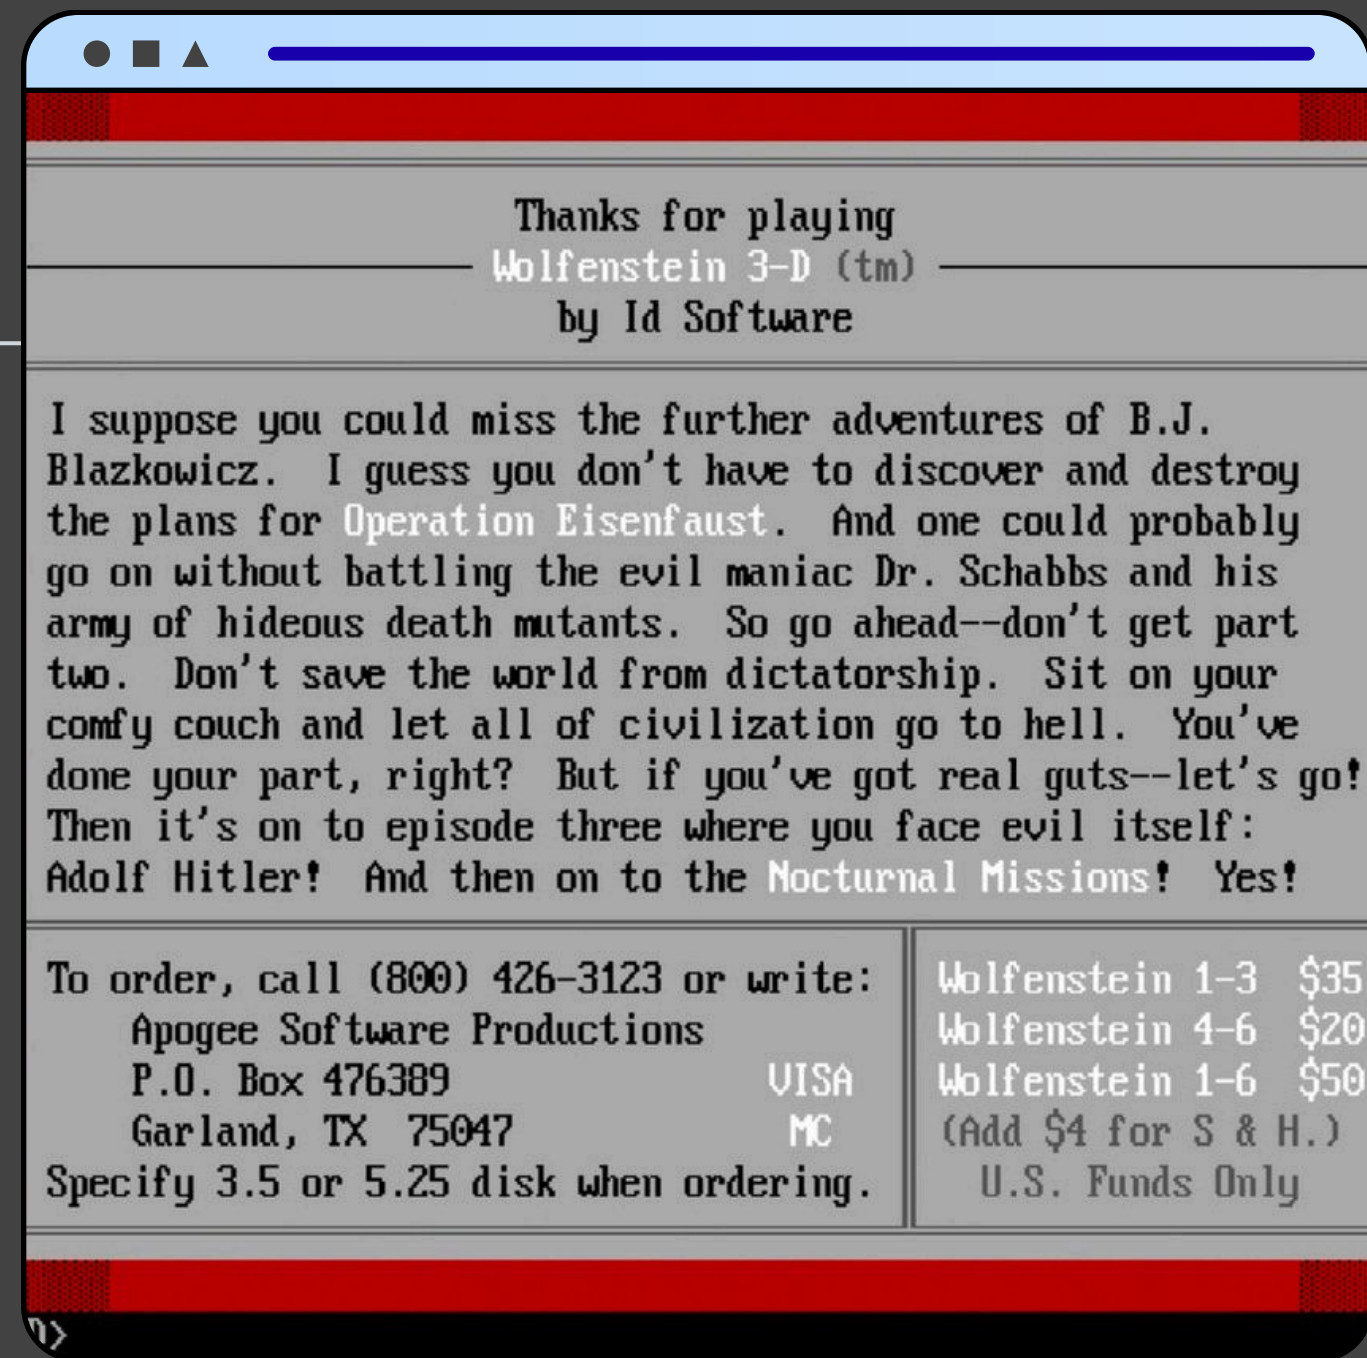 Thanks for playing
Wolfenstein 3-D (tm)
by Id Software
I suppose you could miss the further adventures of B.J.
Blazkowicz.  I guess you don't have to discover and destroy
the plans for Operation Eisenfaust.  And one could probably
go on without battling the evil maniac Dr. Schabbs and his
army of hideous death mutants.  So go ahead--don't get part
two.  Don't save the world from dictatorship.  Sit on your
comfy couch and let all of civilization go to hell.  You've
done your part, right?  But if you've got real guts--let's go!
Then it's on to episode three where you face evil itself:
Adolf Hitler!  And then on to the Nocturnal Missions!  Yes!
To order, call (800) 426-3123 or write:
Apogee Software Productions
P.O. Box 476389 VISA
Garland, TX  75047 MC
Specify 3.5 or 5.25 disk when ordering.
Wolfenstein 1-3  $35
Wolfenstein 4-6  $20
Wolfenstein 1-6  $50
(Add $4 for S & H.)
U.S. Funds Only